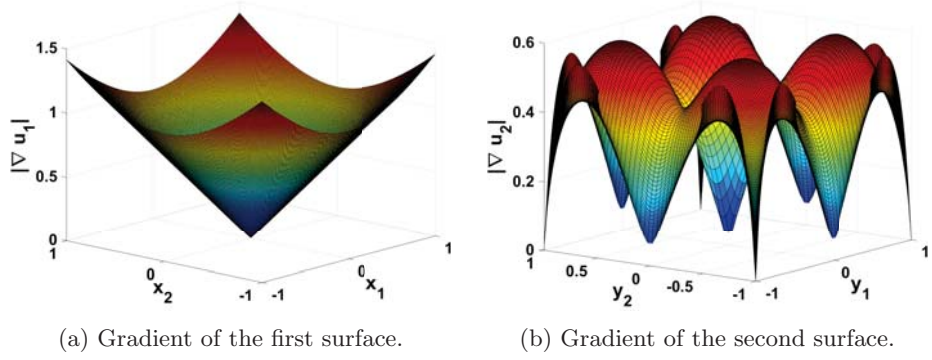 1.5
1
0.5
0
|∇ u₁|
1
0
-1
x₂
-1
0
1
x₁
(a) Gradient of the first surface.
0.6
0.4
0.2
0
|∇ u₂|
1
0.5
0
-0.5
-1
y₂
-1
0
1
y₁
(b) Gradient of the second surface.